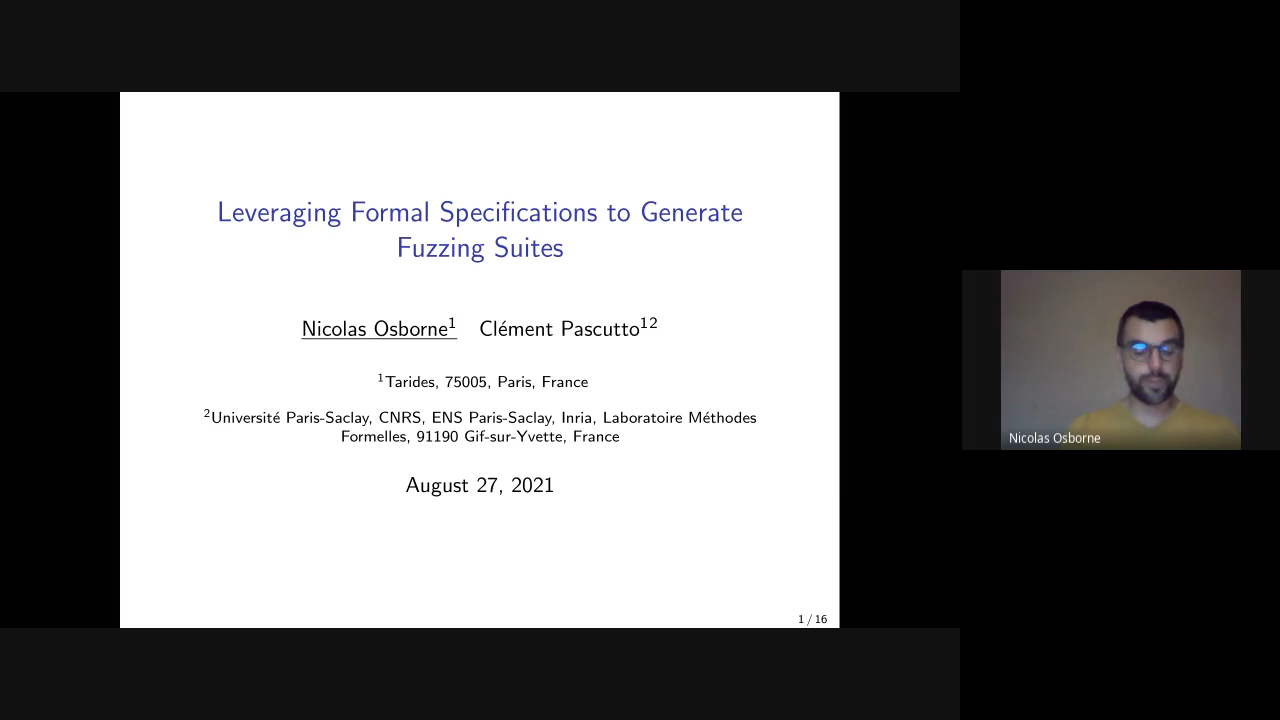 Leveraging Formal Specifications to Generate
Fuzzing Suites
Nicolas Osborne¹ Clément Pascutto¹²
¹Tarides, 75005, Paris, France
²Université Paris-Saclay, CNRS, ENS Paris-Saclay, Inria, Laboratoire Méthodes
Formelles, 91190 Gif-sur-Yvette, France
August 27, 2021
1 / 16
Nicolas Osborne